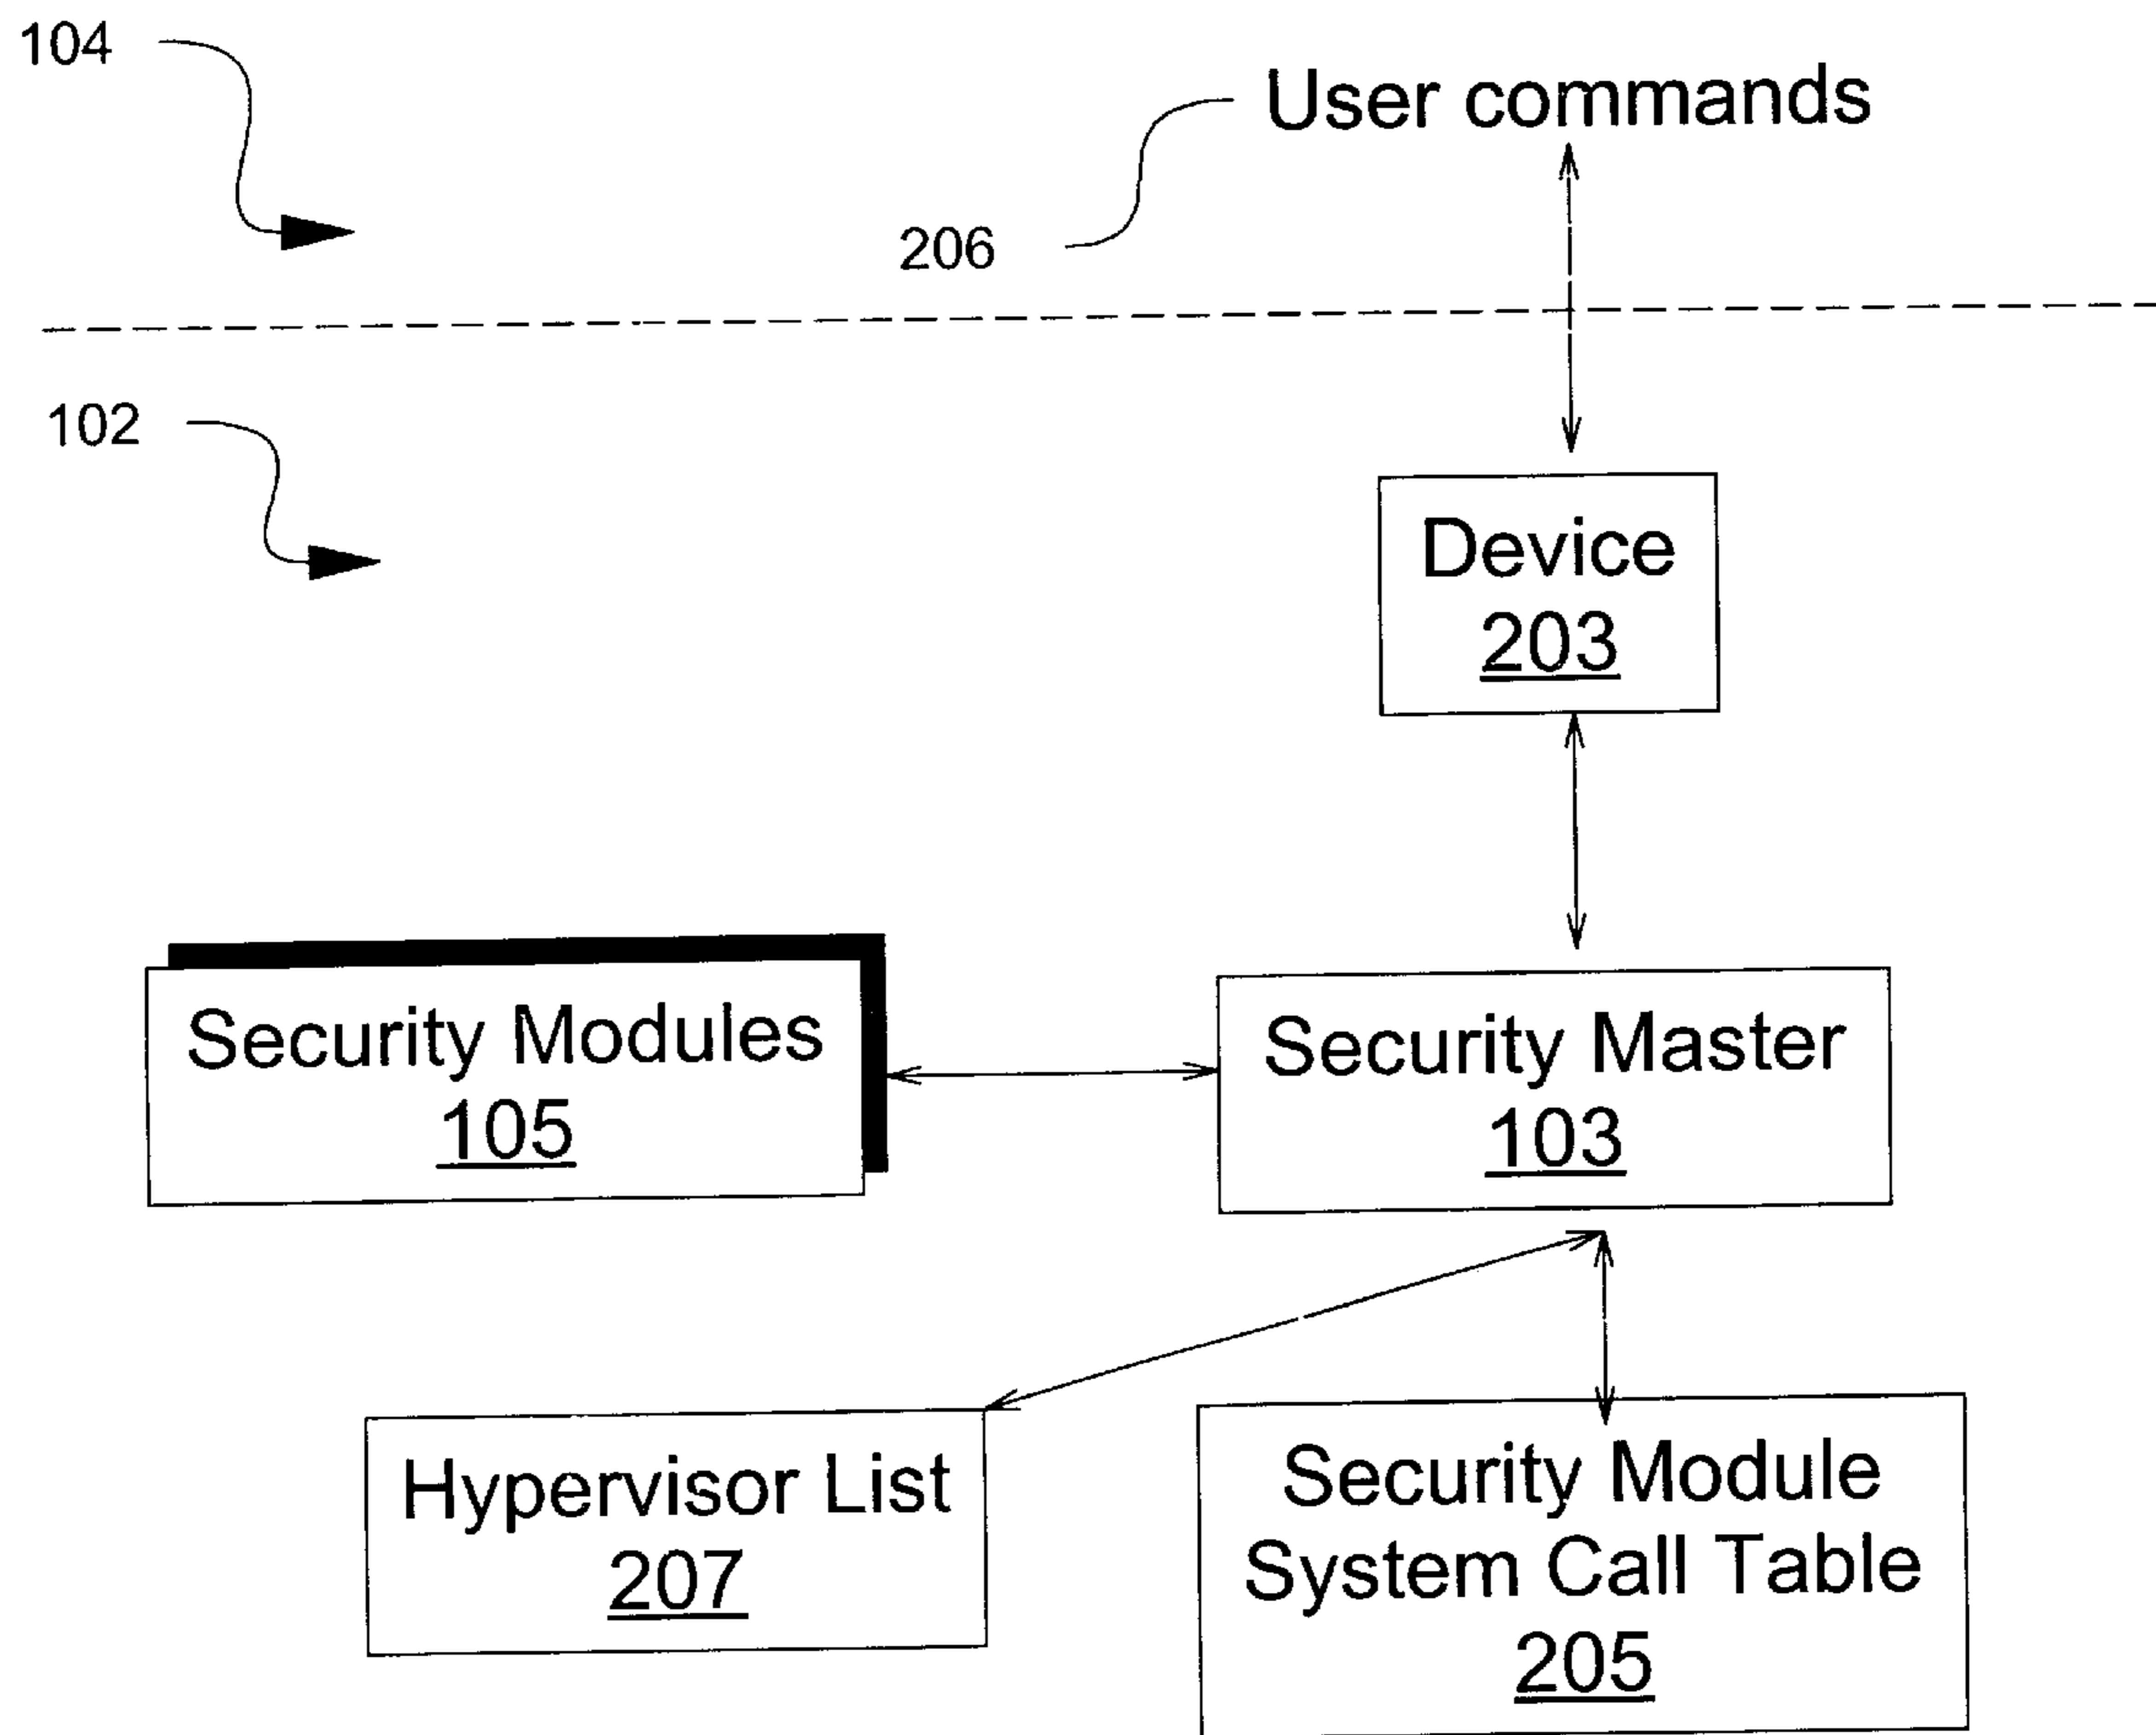 104
User commands
206
102
Device
203
Security Modules
105
Security Master
103
Hypervisor List
207
Security Module
System Call Table
205